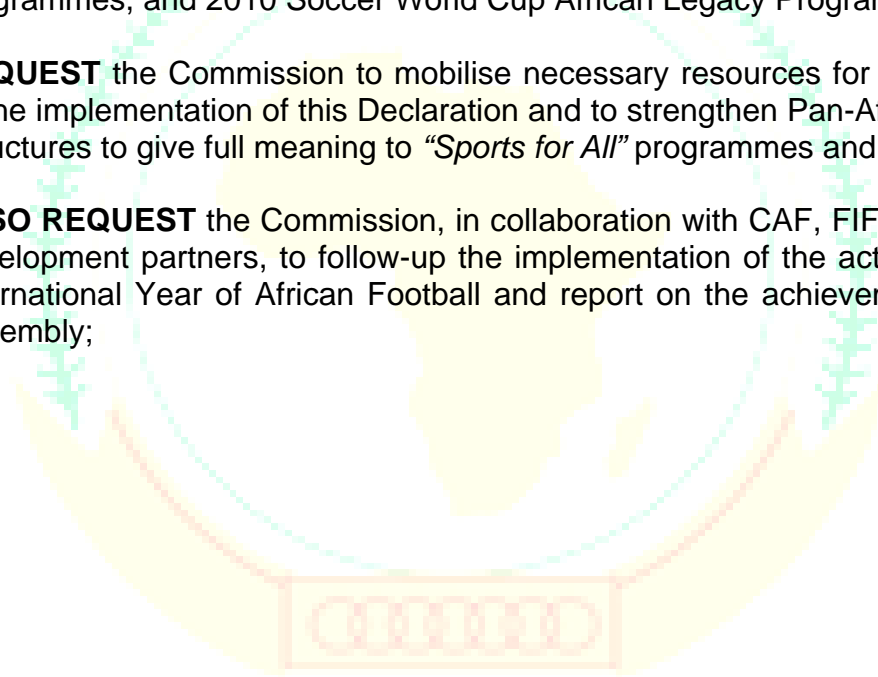 grammes, and 2010 Soccer World Cup African Legacy Progra
QUEST the Commission to mobilise necessary resources for
he implementation of this Declaration and to strengthen Pan-Af
uctures to give full meaning to “Sports for All” programmes and
SO REQUEST the Commission, in collaboration with CAF, FIF
elopment partners, to follow-up the implementation of the act
rnational Year of African Football and report on the achieve
embly;